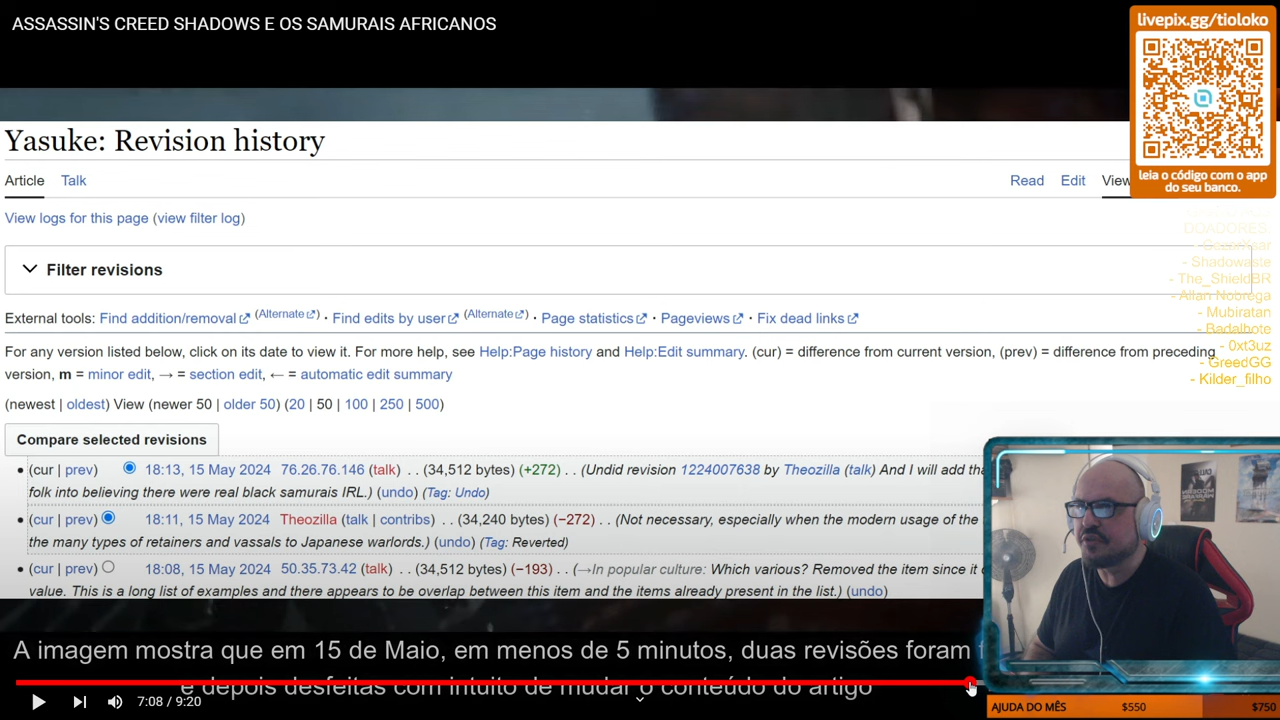 ASSASSIN'S CREED SHADOWS E OS SAMURAIS AFRICANOS
livepix.gg/tioloko
leia o código com o app
do seu banco.
Yasuke: Revision history
Article Talk Read Edit View
View logs for this page (view filter log)
DOADORES:
- Shadowaste
- The_ShieldBR
- Allan Nobrega
- Mubiratan
- Badalhote
- 0xt3uz
- GreedGG
- Kilder_filho
Filter revisions
External tools: Find addition/removal (Alternate) · Find edits by user (Alternate) · Page statistics · Pageviews · Fix dead links
For any version listed below, click on its date to view it. For more help, see Help:Page history and Help:Edit summary. (cur) = difference from current version, (prev) = difference from preceding
version, m = minor edit, → = section edit, ← = automatic edit summary
(newest | oldest) View (newer 50 | older 50) (20 | 50 | 100 | 250 | 500)
Compare selected revisions
(cur | prev) 18:13, 15 May 2024 76.26.76.146 (talk) . . (34,512 bytes) (+272) . . (Undid revision 1224007638 by Theozilla (talk) And I will add tha
folk into believing there were real black samurais IRL.) (undo) (Tag: Undo)
(cur | prev) 18:11, 15 May 2024 Theozilla (talk | contribs) . . (34,240 bytes) (−272) . . (Not necessary, especially when the modern usage of the
the many types of retainers and vassals to Japanese warlords.) (undo) (Tag: Reverted)
(cur | prev) 18:08, 15 May 2024 50.35.73.42 (talk) . . (34,512 bytes) (−193) . . (→In popular culture: Which various? Removed the item since it
value. This is a long list of examples and there appears to be overlap between this item and the items already present in the list.) (undo)
A imagem mostra que em 15 de Maio, em menos de 5 minutos, duas revisões foram
e depois desfeitas com intuito de mudar o conteúdo do artigo
7:08 / 9:20
AJUDA DO MÊS $550 $750